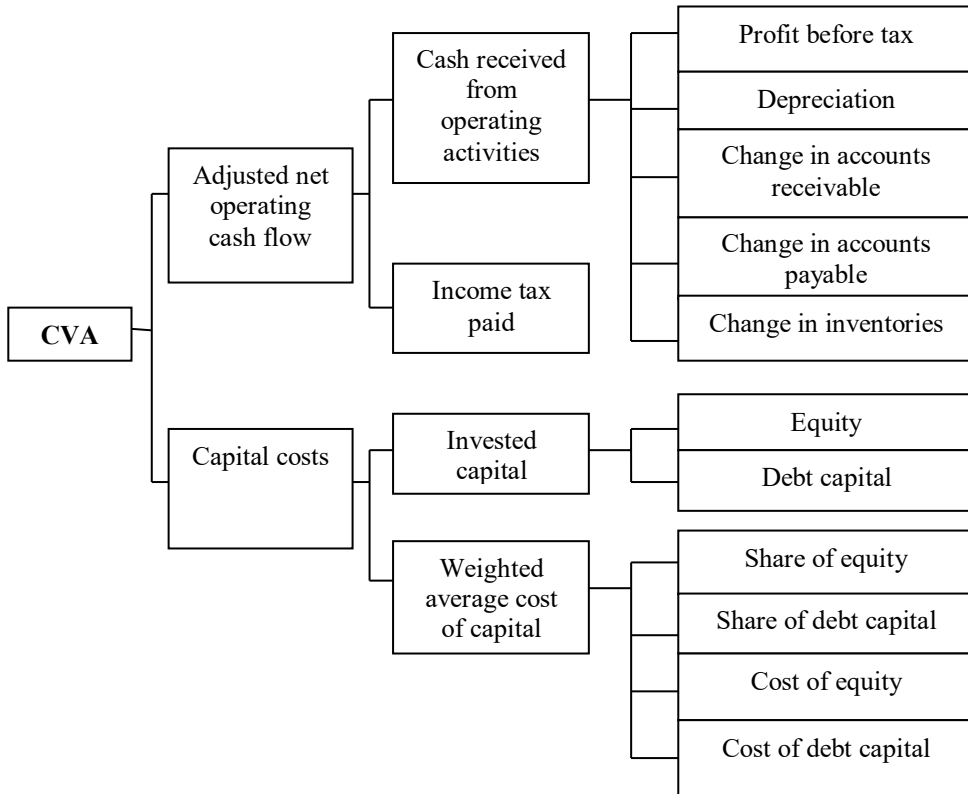 CVA
Adjusted net
operating
cash flow
Capital costs
Cash received
from
operating
activities
Income tax
paid
Invested
capital
Weighted
average cost
of capital
Profit before tax
Depreciation
Change in accounts
receivable
Change in accounts
payable
Change in inventories
Equity
Debt capital
Share of equity
Share of debt capital
Cost of equity
Cost of debt capital